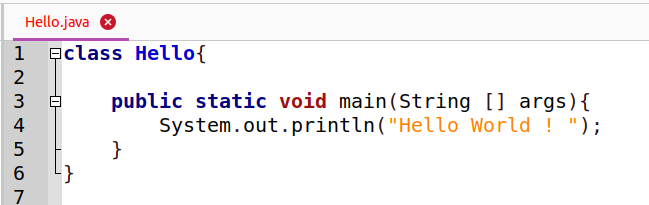 Hello.java
1 class Hello{
2
3     public static void main(String [] args){
4         System.out.println("Hello World ! ");
5     }
6 }
7